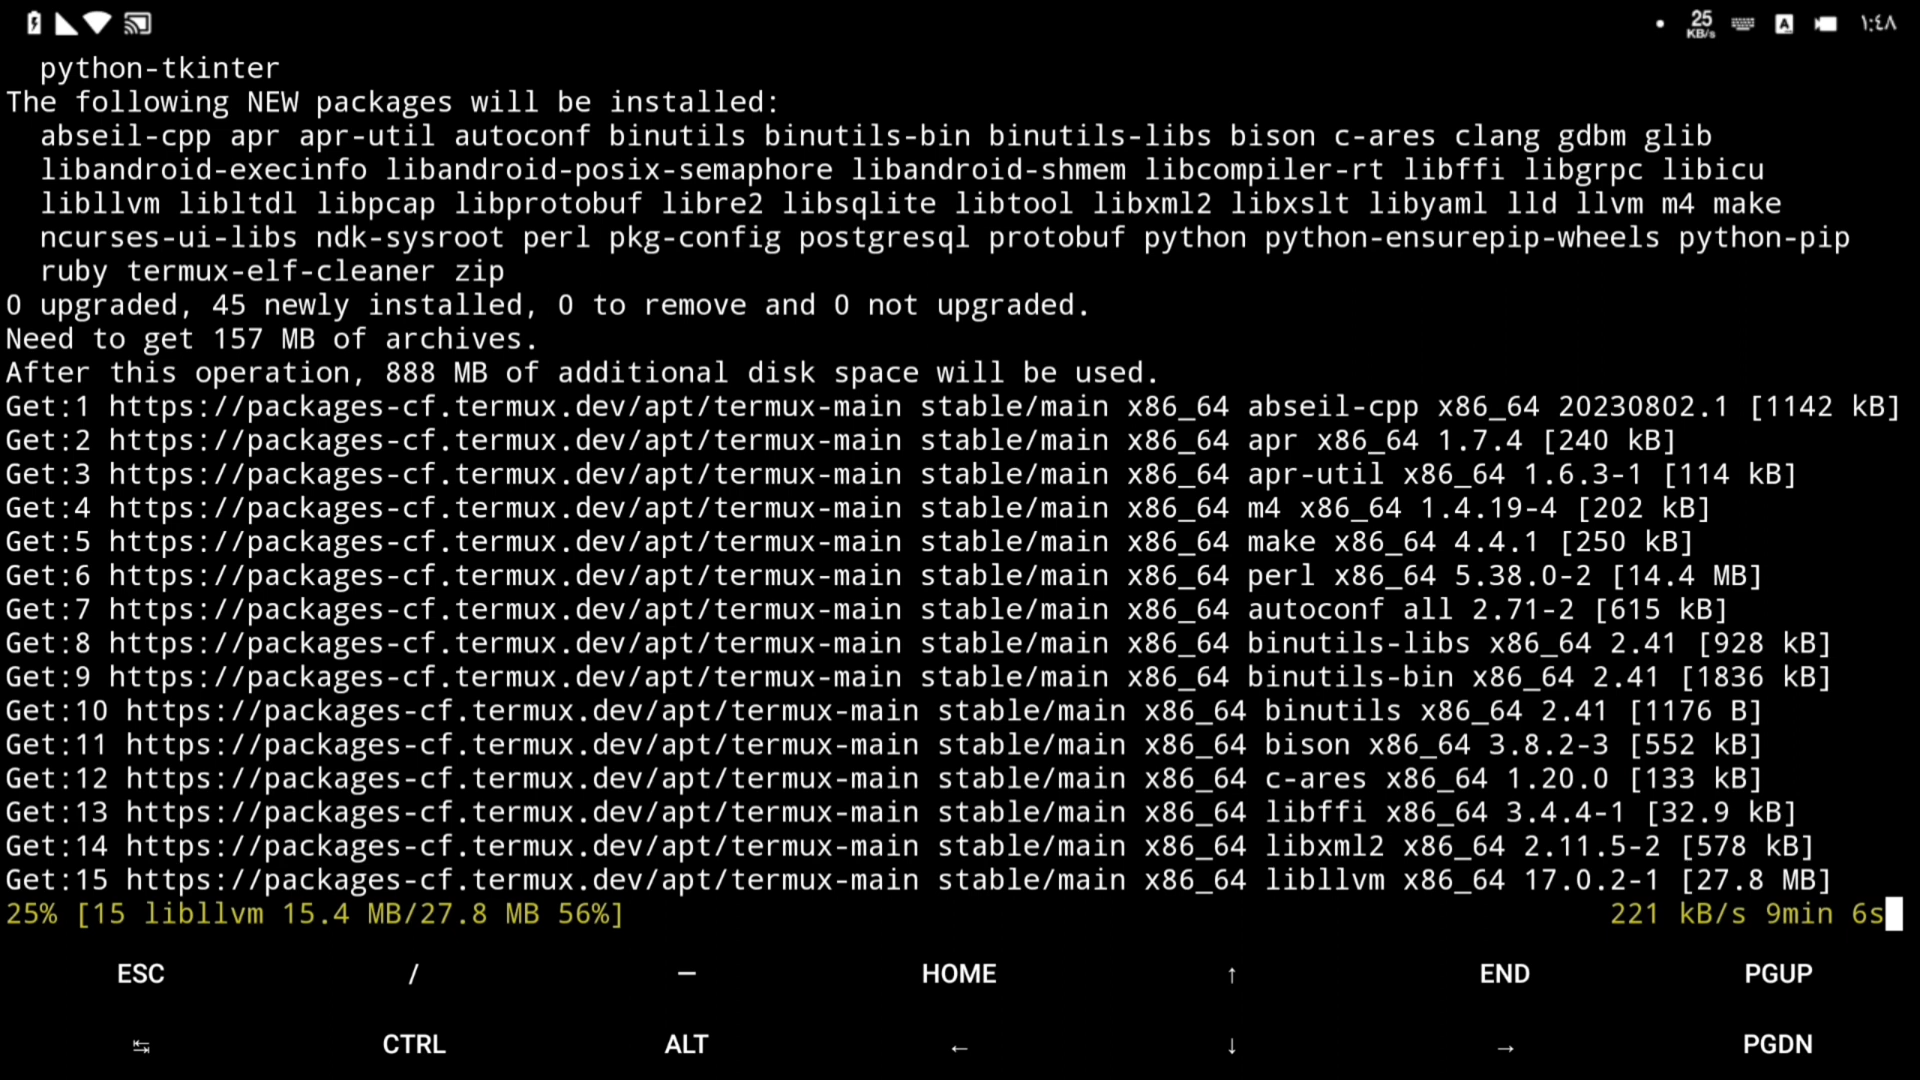 25 KB/s A ١:٤٨
python-tkinter
The following NEW packages will be installed:
abseil-cpp apr apr-util autoconf binutils binutils-bin binutils-libs bison c-ares clang gdbm glib
libandroid-execinfo libandroid-posix-semaphore libandroid-shmem libcompiler-rt libffi libgrpc libicu
libllvm libltdl libpcap libprotobuf libre2 libsqlite libtool libxml2 libxslt libyaml lld llvm m4 make
ncurses-ui-libs ndk-sysroot perl pkg-config postgresql protobuf python python-ensurepip-wheels python-pip
ruby termux-elf-cleaner zip
0 upgraded, 45 newly installed, 0 to remove and 0 not upgraded.
Need to get 157 MB of archives.
After this operation, 888 MB of additional disk space will be used.
Get:1 https://packages-cf.termux.dev/apt/termux-main stable/main x86_64 abseil-cpp x86_64 20230802.1 [1142 kB]
Get:2 https://packages-cf.termux.dev/apt/termux-main stable/main x86_64 apr x86_64 1.7.4 [240 kB]
Get:3 https://packages-cf.termux.dev/apt/termux-main stable/main x86_64 apr-util x86_64 1.6.3-1 [114 kB]
Get:4 https://packages-cf.termux.dev/apt/termux-main stable/main x86_64 m4 x86_64 1.4.19-4 [202 kB]
Get:5 https://packages-cf.termux.dev/apt/termux-main stable/main x86_64 make x86_64 4.4.1 [250 kB]
Get:6 https://packages-cf.termux.dev/apt/termux-main stable/main x86_64 perl x86_64 5.38.0-2 [14.4 MB]
Get:7 https://packages-cf.termux.dev/apt/termux-main stable/main x86_64 autoconf all 2.71-2 [615 kB]
Get:8 https://packages-cf.termux.dev/apt/termux-main stable/main x86_64 binutils-libs x86_64 2.41 [928 kB]
Get:9 https://packages-cf.termux.dev/apt/termux-main stable/main x86_64 binutils-bin x86_64 2.41 [1836 kB]
Get:10 https://packages-cf.termux.dev/apt/termux-main stable/main x86_64 binutils x86_64 2.41 [1176 B]
Get:11 https://packages-cf.termux.dev/apt/termux-main stable/main x86_64 bison x86_64 3.8.2-3 [552 kB]
Get:12 https://packages-cf.termux.dev/apt/termux-main stable/main x86_64 c-ares x86_64 1.20.0 [133 kB]
Get:13 https://packages-cf.termux.dev/apt/termux-main stable/main x86_64 libffi x86_64 3.4.4-1 [32.9 kB]
Get:14 https://packages-cf.termux.dev/apt/termux-main stable/main x86_64 libxml2 x86_64 2.11.5-2 [578 kB]
Get:15 https://packages-cf.termux.dev/apt/termux-main stable/main x86_64 libllvm x86_64 17.0.2-1 [27.8 MB]
25% [15 libllvm 15.4 MB/27.8 MB 56%] 221 kB/s 9min 6s
ESC / — HOME ↑ END PGUP
↹ CTRL ALT ← ↓ → PGDN